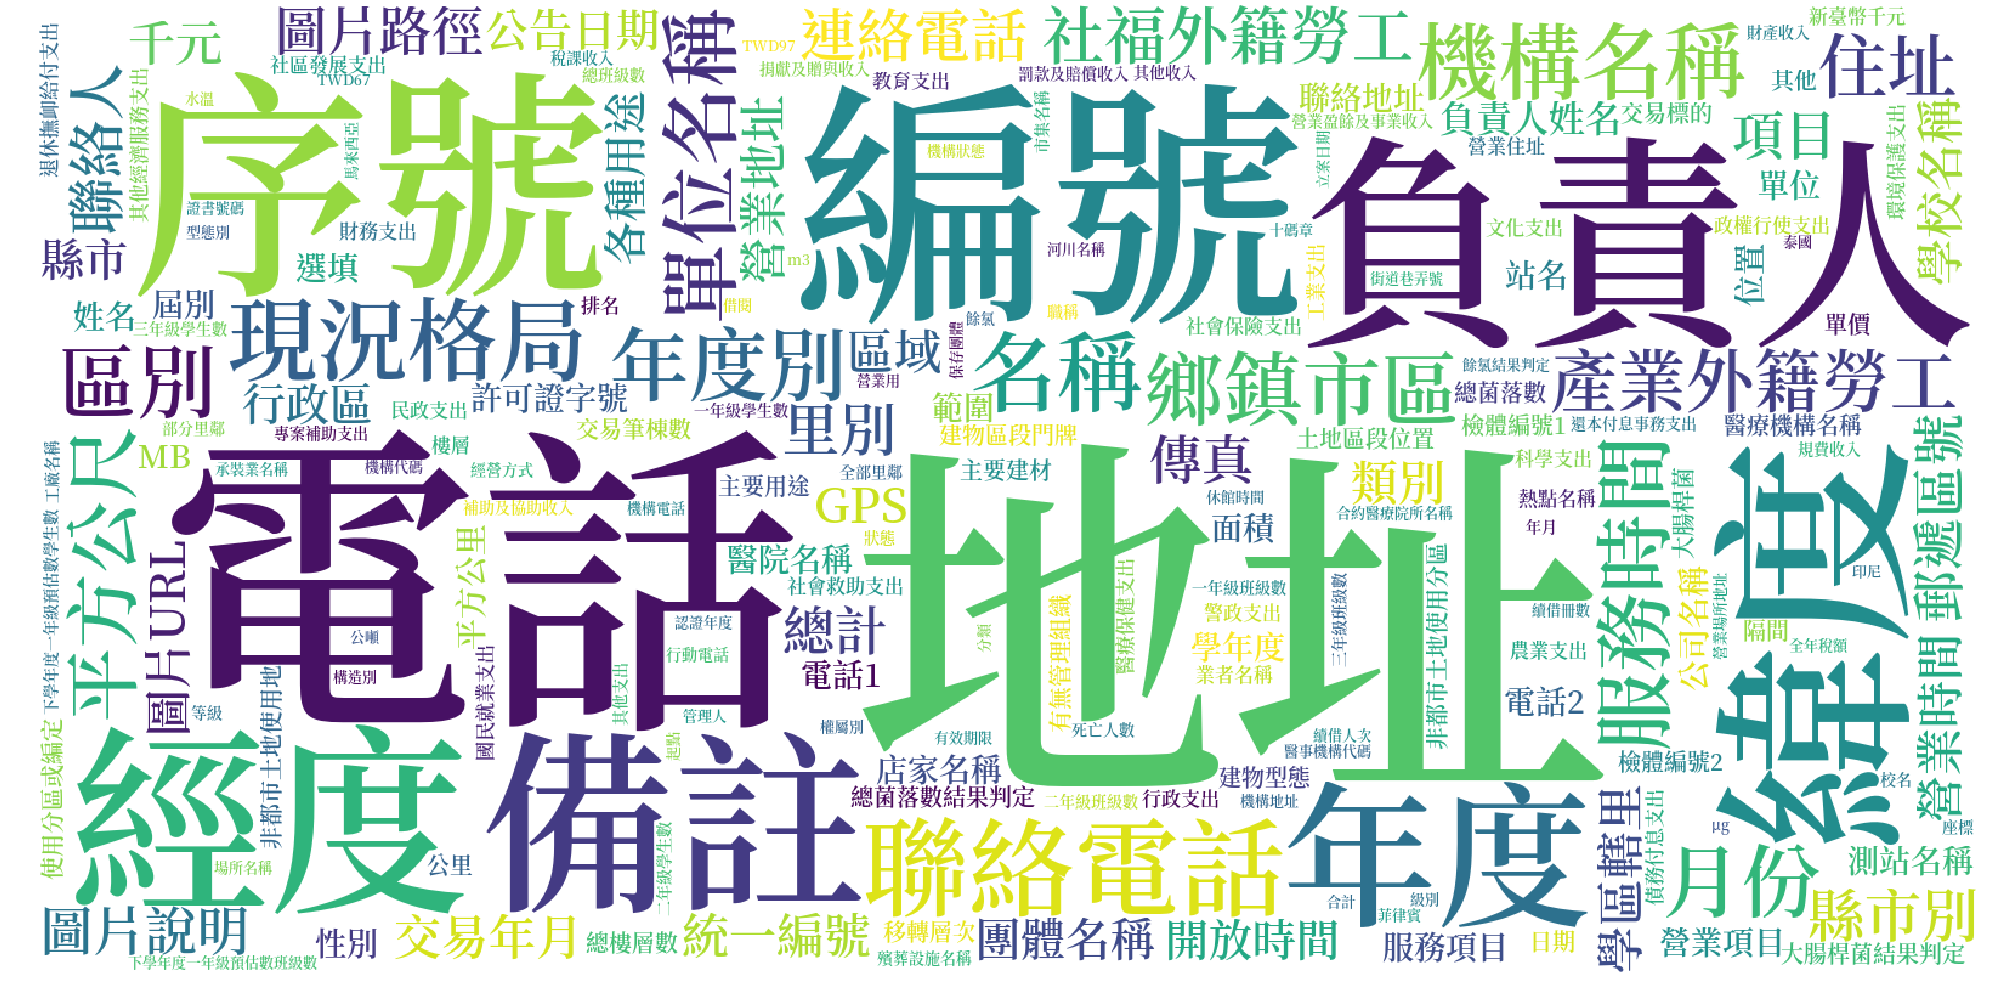 退休撫卹給付支出
千元
圖片路徑
公告日期
社區發展支出
TWD67
稅課收入
總班級數
TWD97
連絡電話
捐獻及贈與收入
教育支出
罰款及賠償收入
其他收入
社福外籍勞工
機構名稱
財產收入
新臺幣千元
其他
住址
聯絡人
其他經濟服務支出
水溫
馬來西亞
序號
證書號碼
型態別
財務支出
各種用途
單位名稱
營業地址
編號
機構狀態
市集名稱
聯絡地址
營業盈餘及事業收入
負責人姓名
交易標的
營業住址
項目
單位
環境保護支出
學校名稱
縣市
選填
m3
河川名稱
十碼章
立案日期
負責人
文化支出
政權行使支出
泰國
街道巷弄號
站名
位置
姓名
屆別
三年級學生數
現況格局
排名
借閱
年度別
區域
營業用
保存團體
餘氯
職稱
名稱
社會保險支出
工業支出
鄉鎮市區
單價
餘氯結果判定
產業外籍勞工
區別
行政區
許可證字號
一年級學生數
里別
範圍
建物區段門牌
總菌落數
檢體編號1
還本付息事務支出
醫療機構名稱
部分里鄰
民政支出
專案補助支出
交易筆棟數
樓層
土地區段位置
平方公尺
MB
承裝業名稱
機構代碼
經營方式
主要用途
全部里鄰
主要建材
傳真
類別
科學支出
規費收入
補助及協助收入
機構電話
GPS
狀態
休館時間
合約醫療院所名稱
面積
熱點名稱
年月
大腸桿菌
服務時間
郵遞區號
緯度
印尼
工廠名稱
下學年度一年級預估數學生數
圖片URL
電話
平方公里
醫院名稱
社會救助支出
地址
醫療保健支出
一年級班級數
警政支出
三年級班級數
非都市土地使用分區
續借冊數
公司名稱
營業場所地址
隔間
全年稅額
公噸
認證年度
行動電話
總計
電話1
分類
有無管理組織
學年度
業者名稱
農業支出
電話2
營業時間
構造別
等級
非都市土地使用地
使用分區或編定
國民就業支出
其他支出
管理人
起點
權屬別
有效期限
死亡人數
續借人次
醫事機構代碼
檢體編號2
校名
經度
備註
店家名稱
總菌落數結果判定
二年級班級數
行政支出
建物型態
機構地址
μg
座標
場所名稱
公里
二年級學生數
聯絡電話
年度
學區轄里
債務付息支出
月份
測站名稱
圖片說明
性別
交易年月
總樓層數
統一編號
移轉層次
殯葬設施名稱
團體名稱
開放時間
合計
菲律賓
級別
服務項目
日期
營業項目
縣市別
下學年度一年級預估數班級數
大腸桿菌結果判定